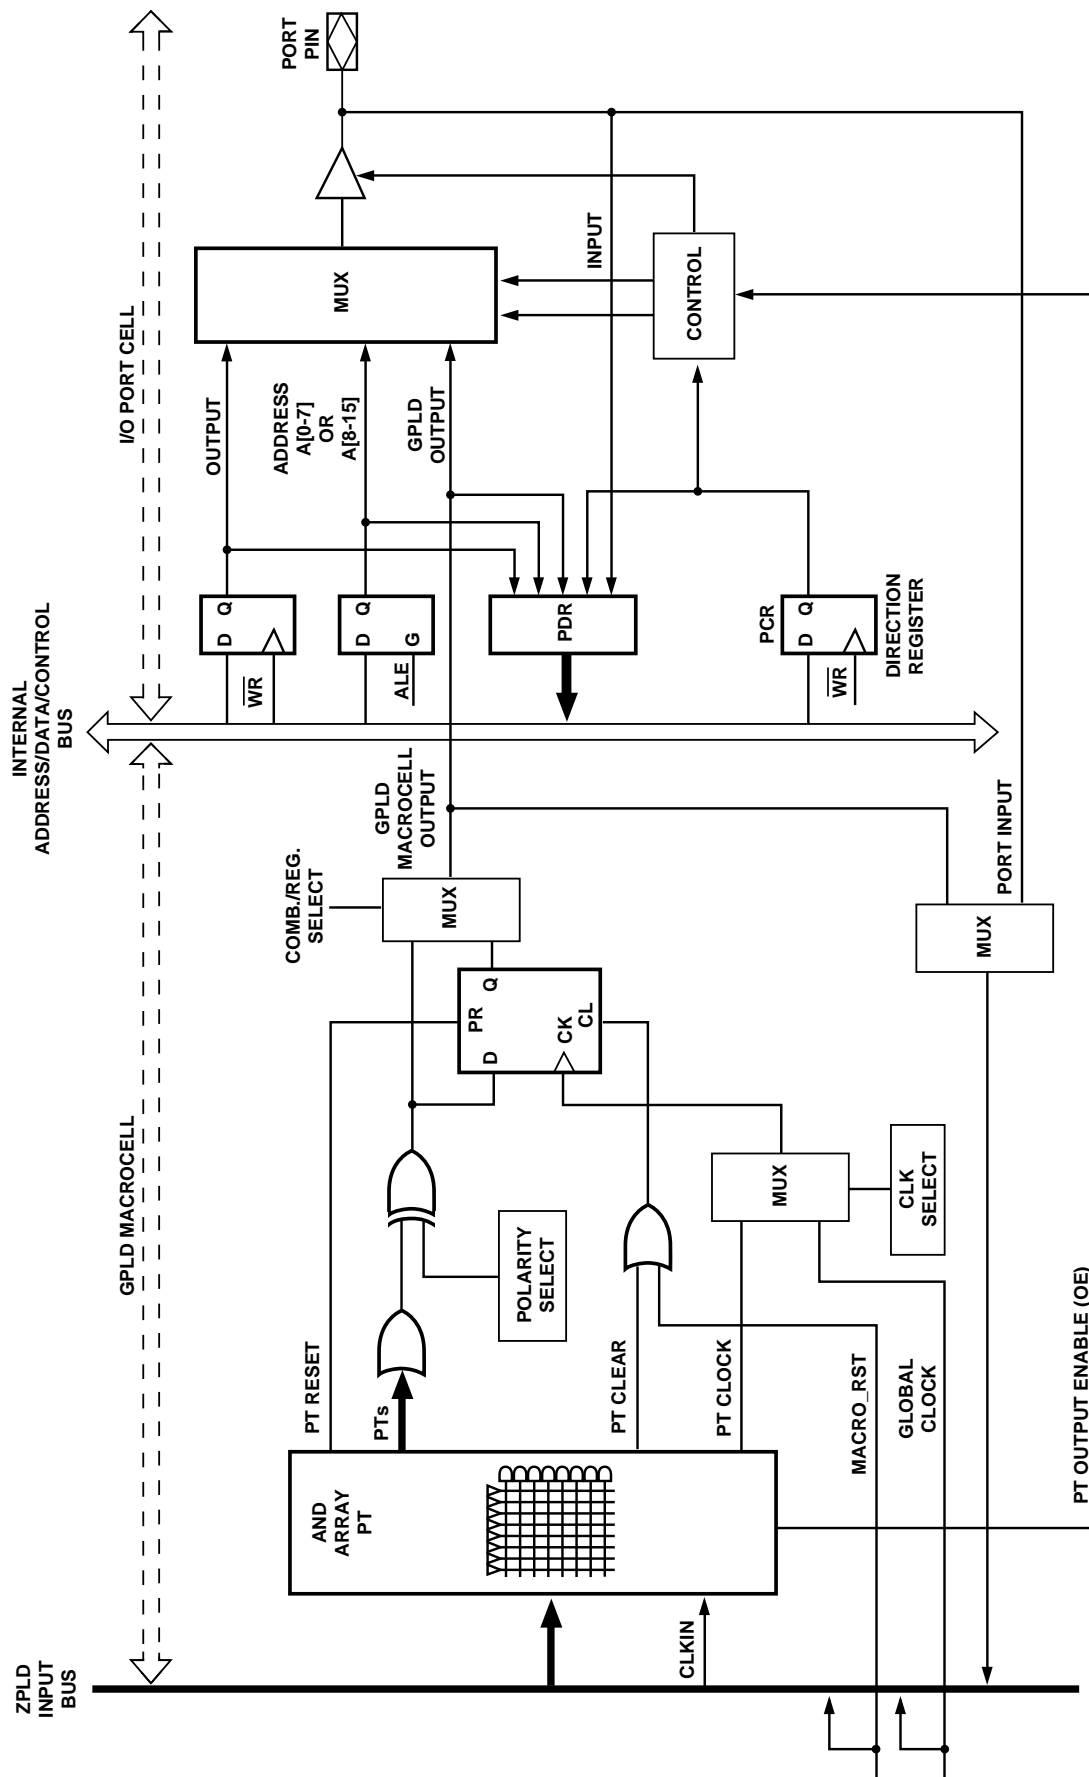 ZPLD
INPUT
BUS
GPLD MACROCELL
INTERNAL
ADDRESS/DATA/CONTROL
BUS
I/O PORT CELL
AND
ARRAY
PT
CLKIN
PT RESET
PTs
POLARITY
SELECT
PT CLEAR
PT CLOCK
MACRO_RST
GLOBAL
CLOCK
PT OUTPUT ENABLE (OE)
MUX
CLK
SELECT
PR
D
Q
CK
CL
COMB./REG.
SELECT
MUX
GPLD
MACROCELL
OUTPUT
MUX
PORT INPUT
D Q
WR
D Q
G
ALE
PDR
PCR
D Q
WR
DIRECTION
REGISTER
OUTPUT
ADDRESS
A[0-7]
OR
A[8-15]
GPLD
OUTPUT
MUX
INPUT
CONTROL
PORT
PIN